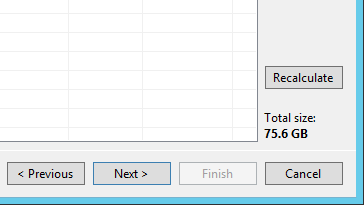 Recalculate
Total size:
75.6 GB
< Previous
Next >
Finish
Cancel